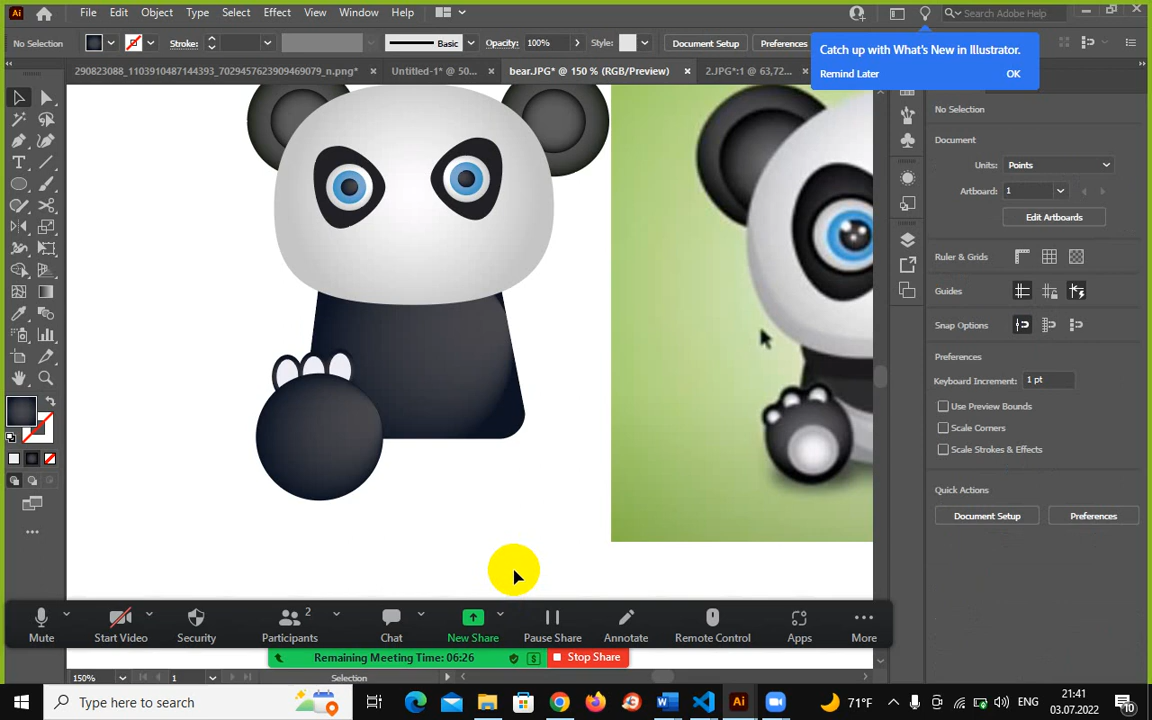 Ai File Edit Object Type Select Effect View Window Help Search Adobe Help
No Selection Stroke: Basic Opacity: 100% Style: Document Setup Preferences
Catch up with What's New in Illustrator.
Remind Later OK
290823088_1103910487144393_7029457623909469079_n.png* × Untitled-1* @ 50... × bear.JPG* @ 150 % (RGB/Preview) × 2.JPG*:1 @ 63,72... ×
No Selection
Document
Units: Points
Artboard: 1
Edit Artboards
Ruler & Grids
Guides
Snap Options
Preferences
Keyboard Increment: 1 pt
Use Preview Bounds
Scale Corners
Scale Strokes & Effects
Quick Actions
Document Setup Preferences
2
Mute Start Video Security Participants Chat New Share Pause Share Annotate Remote Control Apps More
Remaining Meeting Time: 06:26 Stop Share
150% 1 Selection
Type here to search
Ai
71°F
ENG
21:41
03.07.2022
10